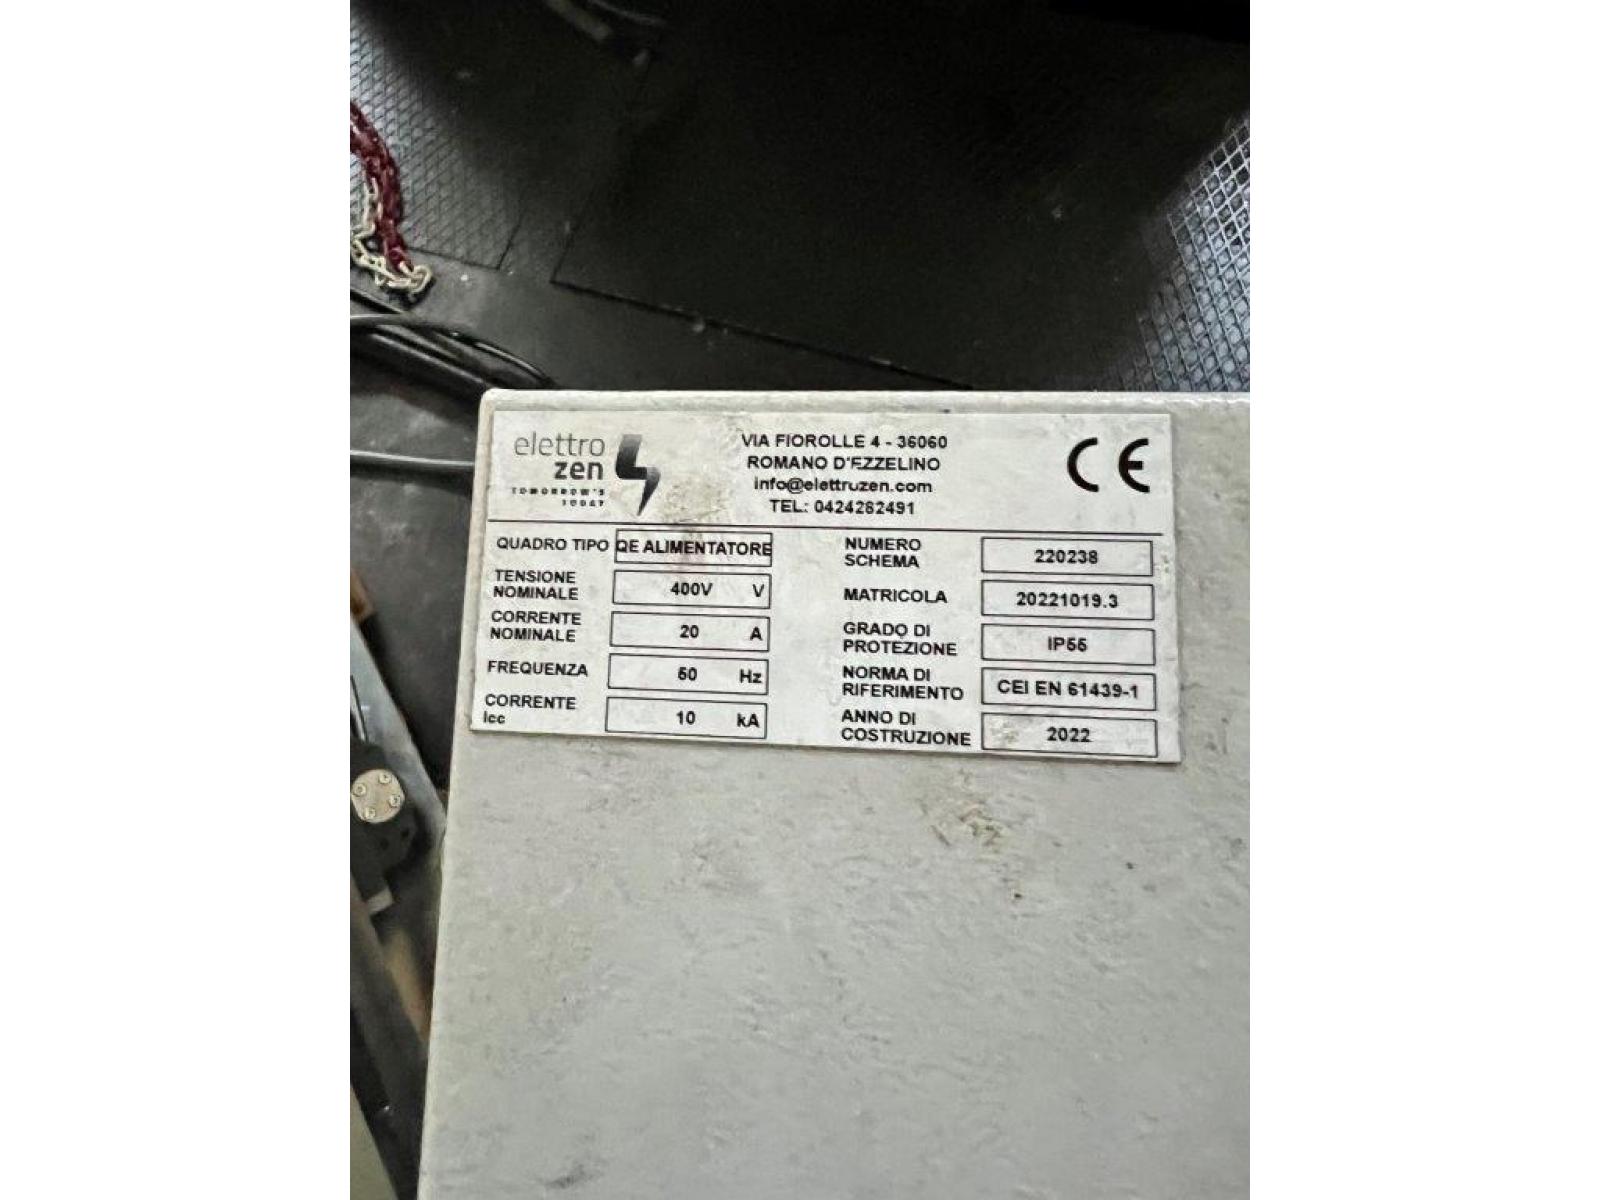 elettro
zen
TOMORROW'S
TODAY
VIA FIOROLLE 4 - 36060
ROMANO D'EZZELINO
info@elettruzen.com
TEL: 0424282491
CE
QUADRO TIPO QE ALIMENTATORE
TENSIONE
NOMINALE 400V V
CORRENTE
NOMINALE 20 A
FREQUENZA 50 Hz
CORRENTE
Icc 10 kA
NUMERO
SCHEMA 220238
MATRICOLA 20221019.3
GRADO DI
PROTEZIONE IP55
NORMA DI
RIFERIMENTO CEI EN 61439-1
ANNO DI
COSTRUZIONE 2022